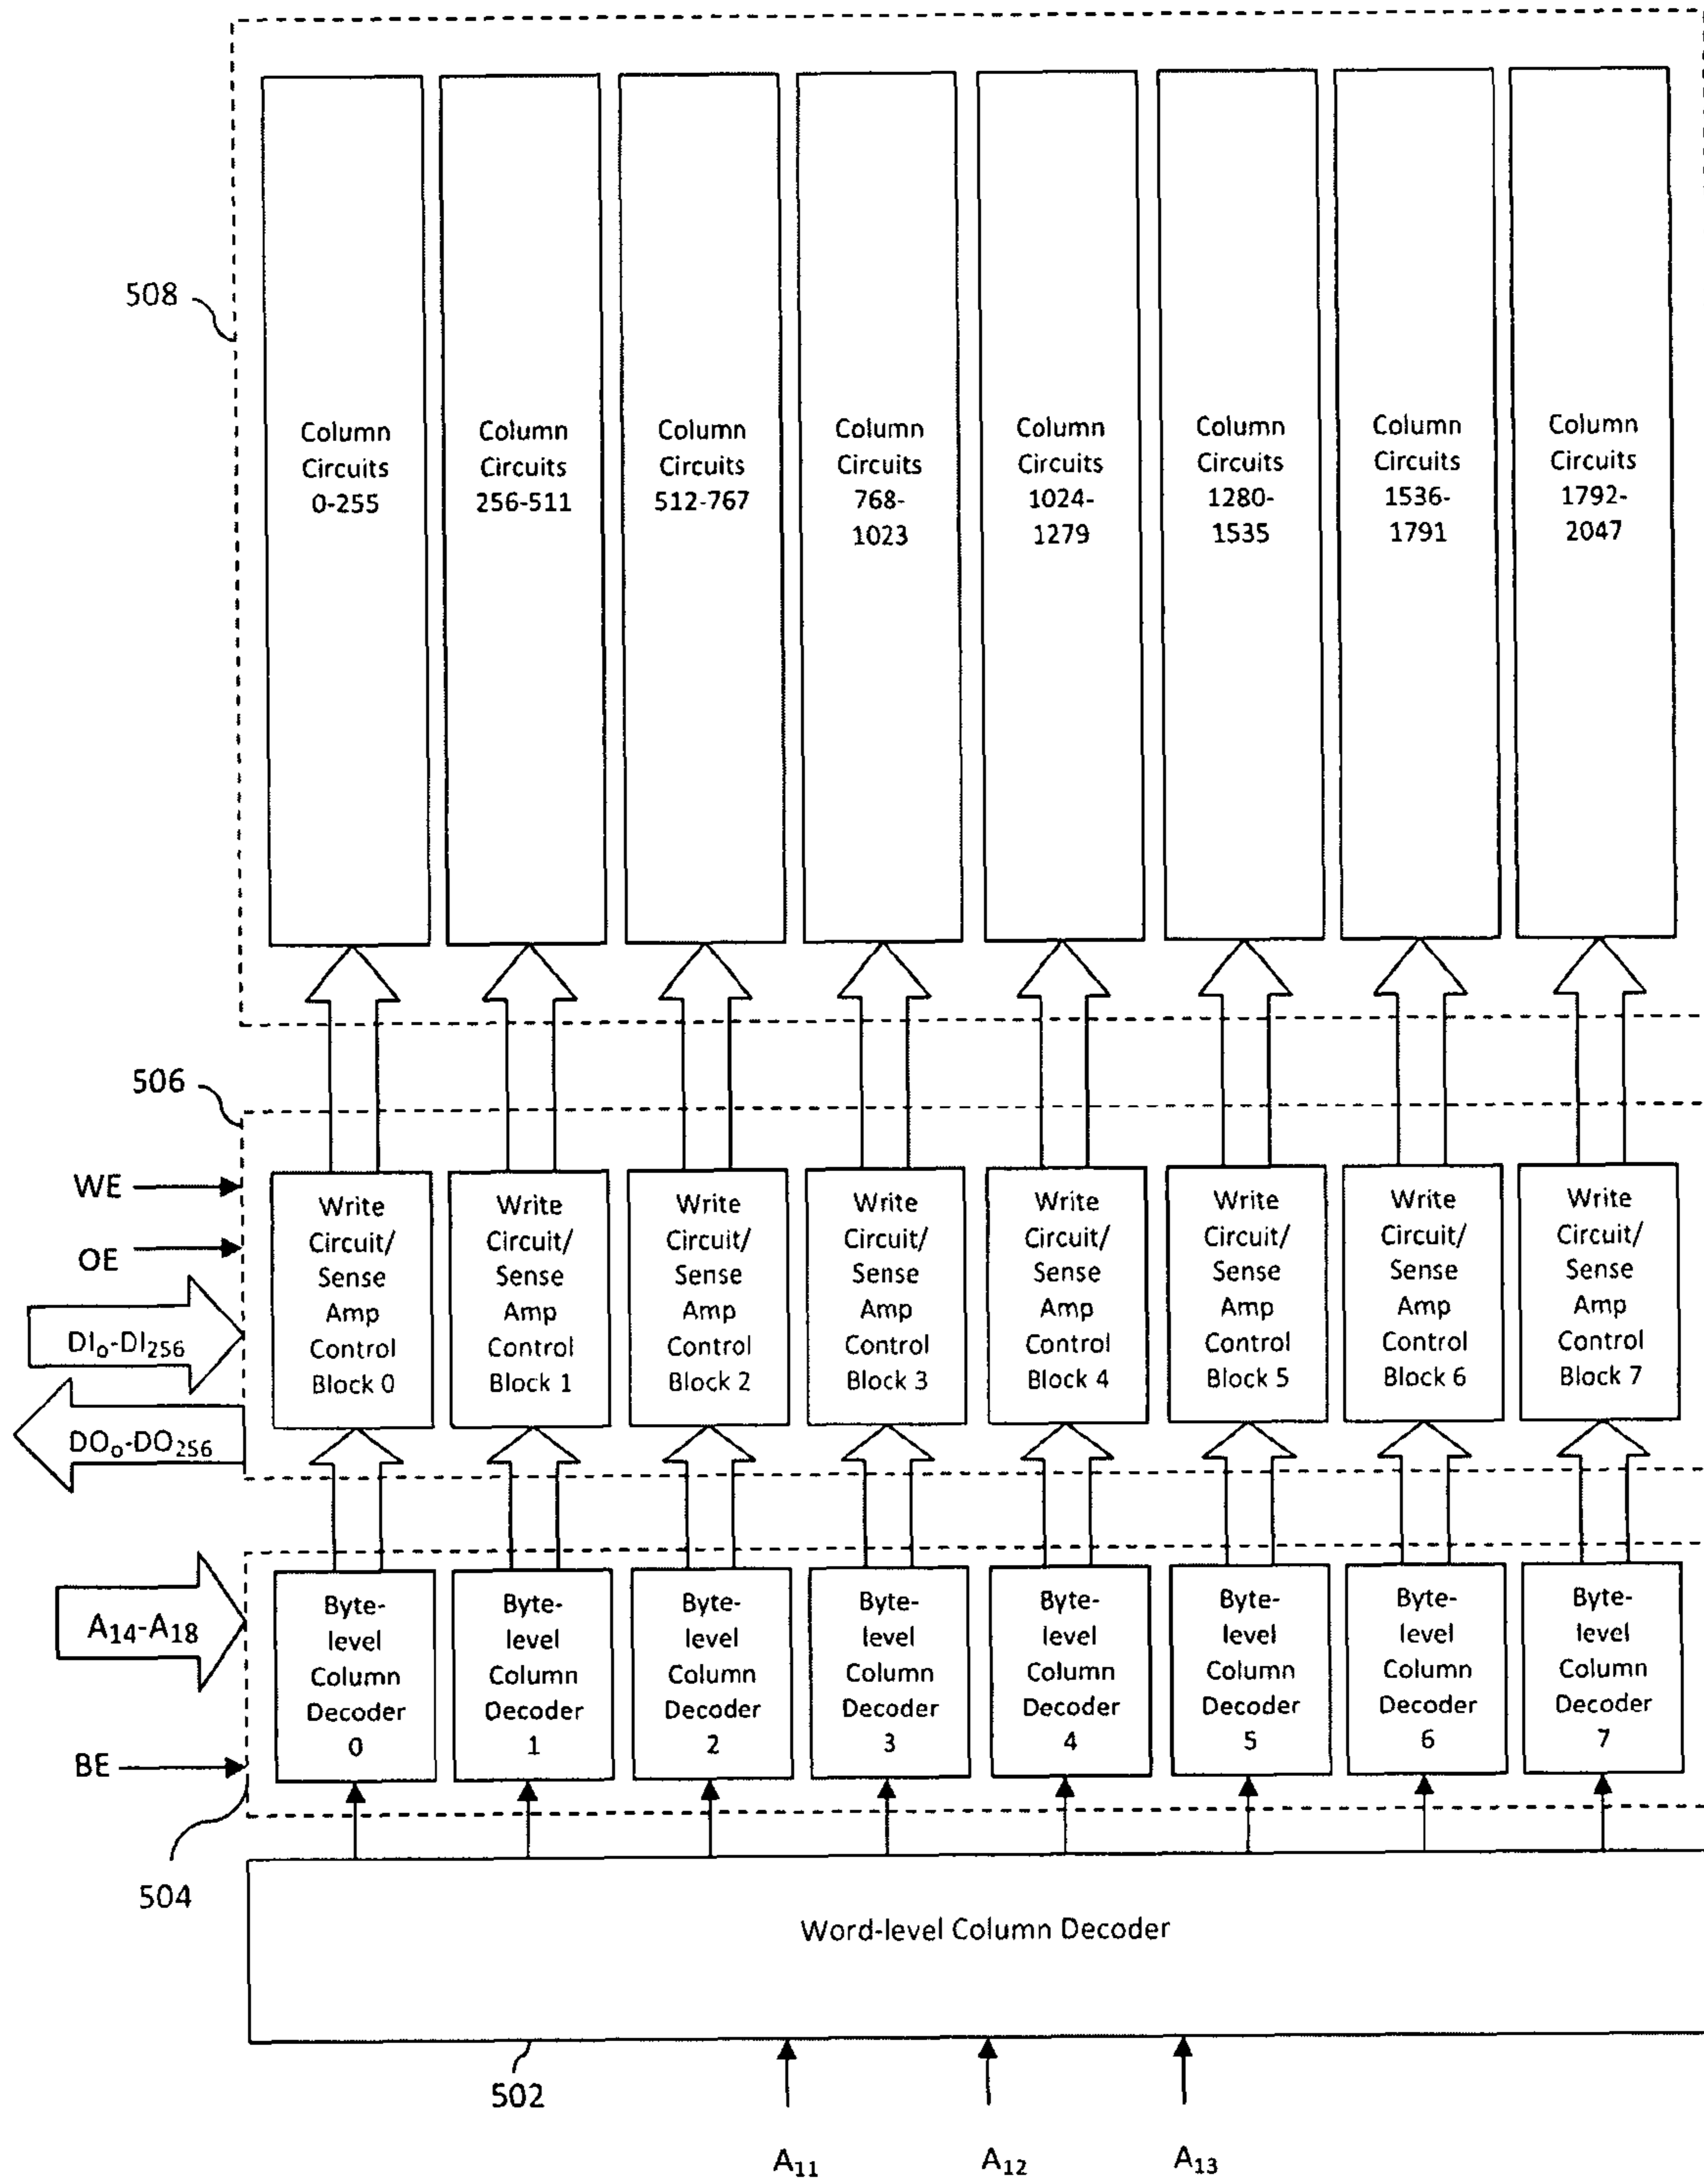 508
Column
Circuits
0-255
Column
Circuits
256-511
Column
Circuits
512-767
Column
Circuits
768-
1023
Column
Circuits
1024-
1279
Column
Circuits
1280-
1535
Column
Circuits
1536-
1791
Column
Circuits
1792-
2047
506
WE
OE
DI₀-DI₂₅₆
DO₀-DO₂₅₆
Write
Circuit/
Sense
Amp
Control
Block 0
Write
Circuit/
Sense
Amp
Control
Block 1
Write
Circuit/
Sense
Amp
Control
Block 2
Write
Circuit/
Sense
Amp
Control
Block 3
Write
Circuit/
Sense
Amp
Control
Block 4
Write
Circuit/
Sense
Amp
Control
Block 5
Write
Circuit/
Sense
Amp
Control
Block 6
Write
Circuit/
Sense
Amp
Control
Block 7
A₁₄-A₁₈
BE
504
Byte-
level
Column
Decoder
0
Byte-
level
Column
Decoder
1
Byte-
level
Column
Decoder
2
Byte-
level
Column
Decoder
3
Byte-
level
Column
Decoder
4
Byte-
level
Column
Decoder
5
Byte-
level
Column
Decoder
6
Byte-
level
Column
Decoder
7
Word-level Column Decoder
502
A₁₁
A₁₂
A₁₃